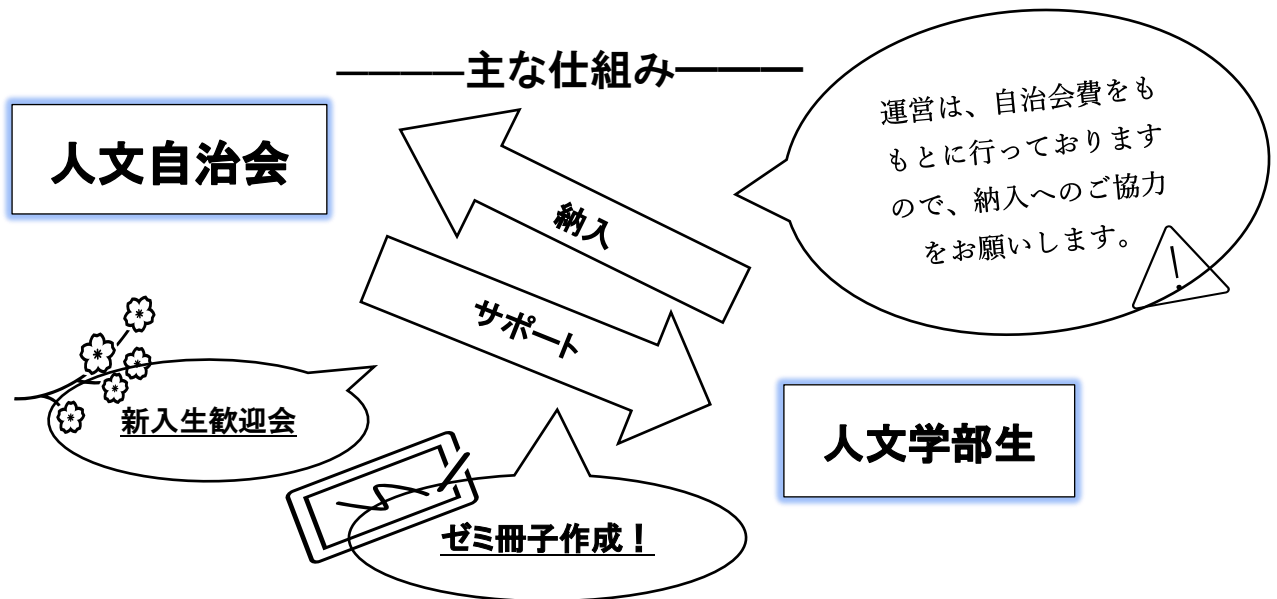 ————主な仕組み————
人文自治会
運営は、自治会費をも
もとに行っております
ので、納入へのご協力
をお願いします。
納入
サポート
新入生歓迎会
人文学部生
ゼミ冊子作成！